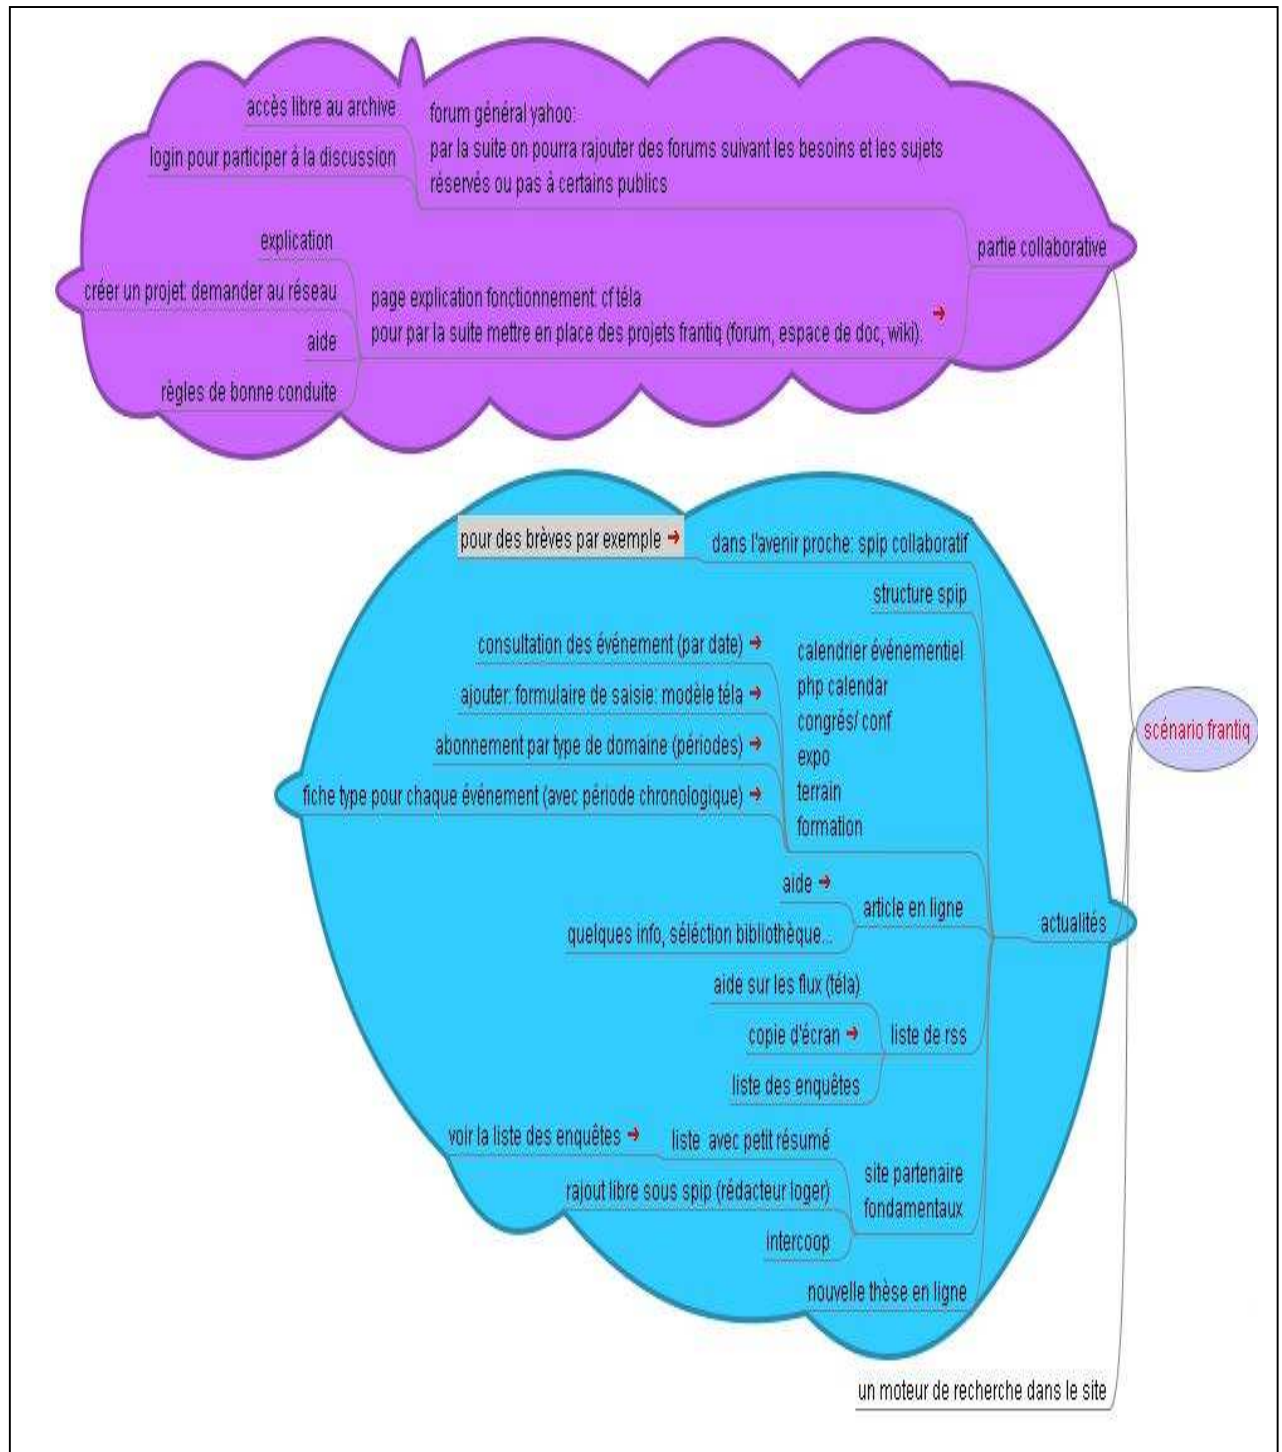 accès libre au archive
login pour participer à la discussion
forum général yahoo:
par la suite on pourra rajouter des forums suivant les besoins et les sujets
réservés ou pas à certains publics
partie collaborative
explication
créer un projet: demander au réseau
aide
règles de bonne conduite
page explication fonctionnement: cf téla
pour par la suite mettre en place des projets frantiq (forum, espace de doc, wiki).
pour des brèves par exemple
dans l'avenir proche: spip collaboratif
structure spip
consultation des événement (par date)
ajouter: formulaire de saisie: modèle téla
abonnement par type de domaine (périodes)
fiche type pour chaque événement (avec période chronologique)
calendrier événementiel
php calendar
congrés/ conf
expo
terrain
formation
scénario frantiq
aide
quelques info, séléction bibliothèque...
article en ligne
actualités
aide sur les flux (téla)
copie d'écran
liste des enquêtes
liste de rss
voir la liste des enquêtes
liste avec petit résumé
rajout libre sous spip (rédacteur loger)
intercoop
site partenaire
fondamentaux
nouvelle thèse en ligne
un moteur de recherche dans le site